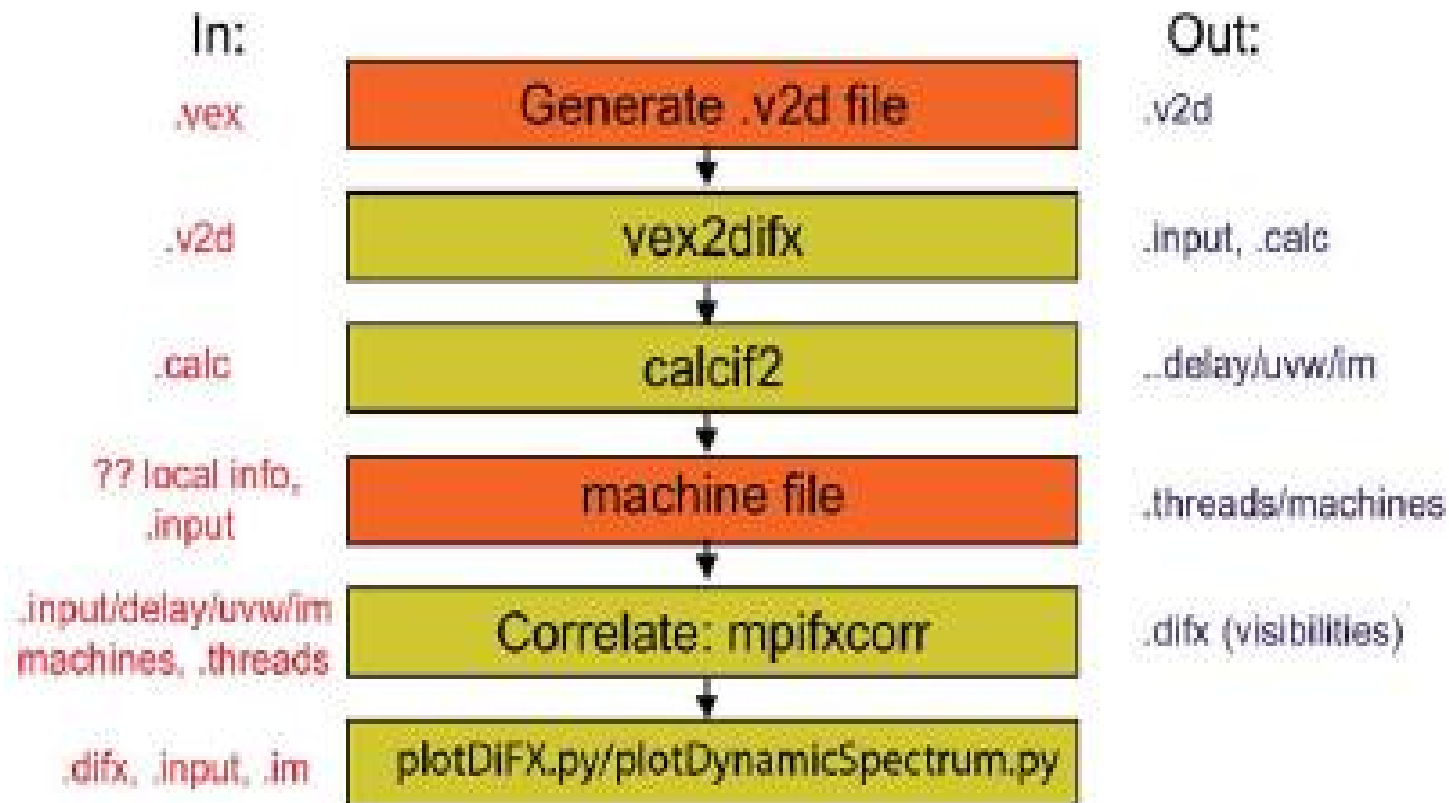 In:
Out:
.vex
Generate .v2d file
.v2d
.v2d
vex2difx
.input, .calc
.calc
calcif2
..delay/uvw/im
?? local info,
.input
machine file
.threads/machines
.input/delay/uvw/im
machines, .threads
Correlate: mpifxcorr
.difx (visibilities)
.difx, .input, .im
plotDiFX.py/plotDynamicSpectrum.py